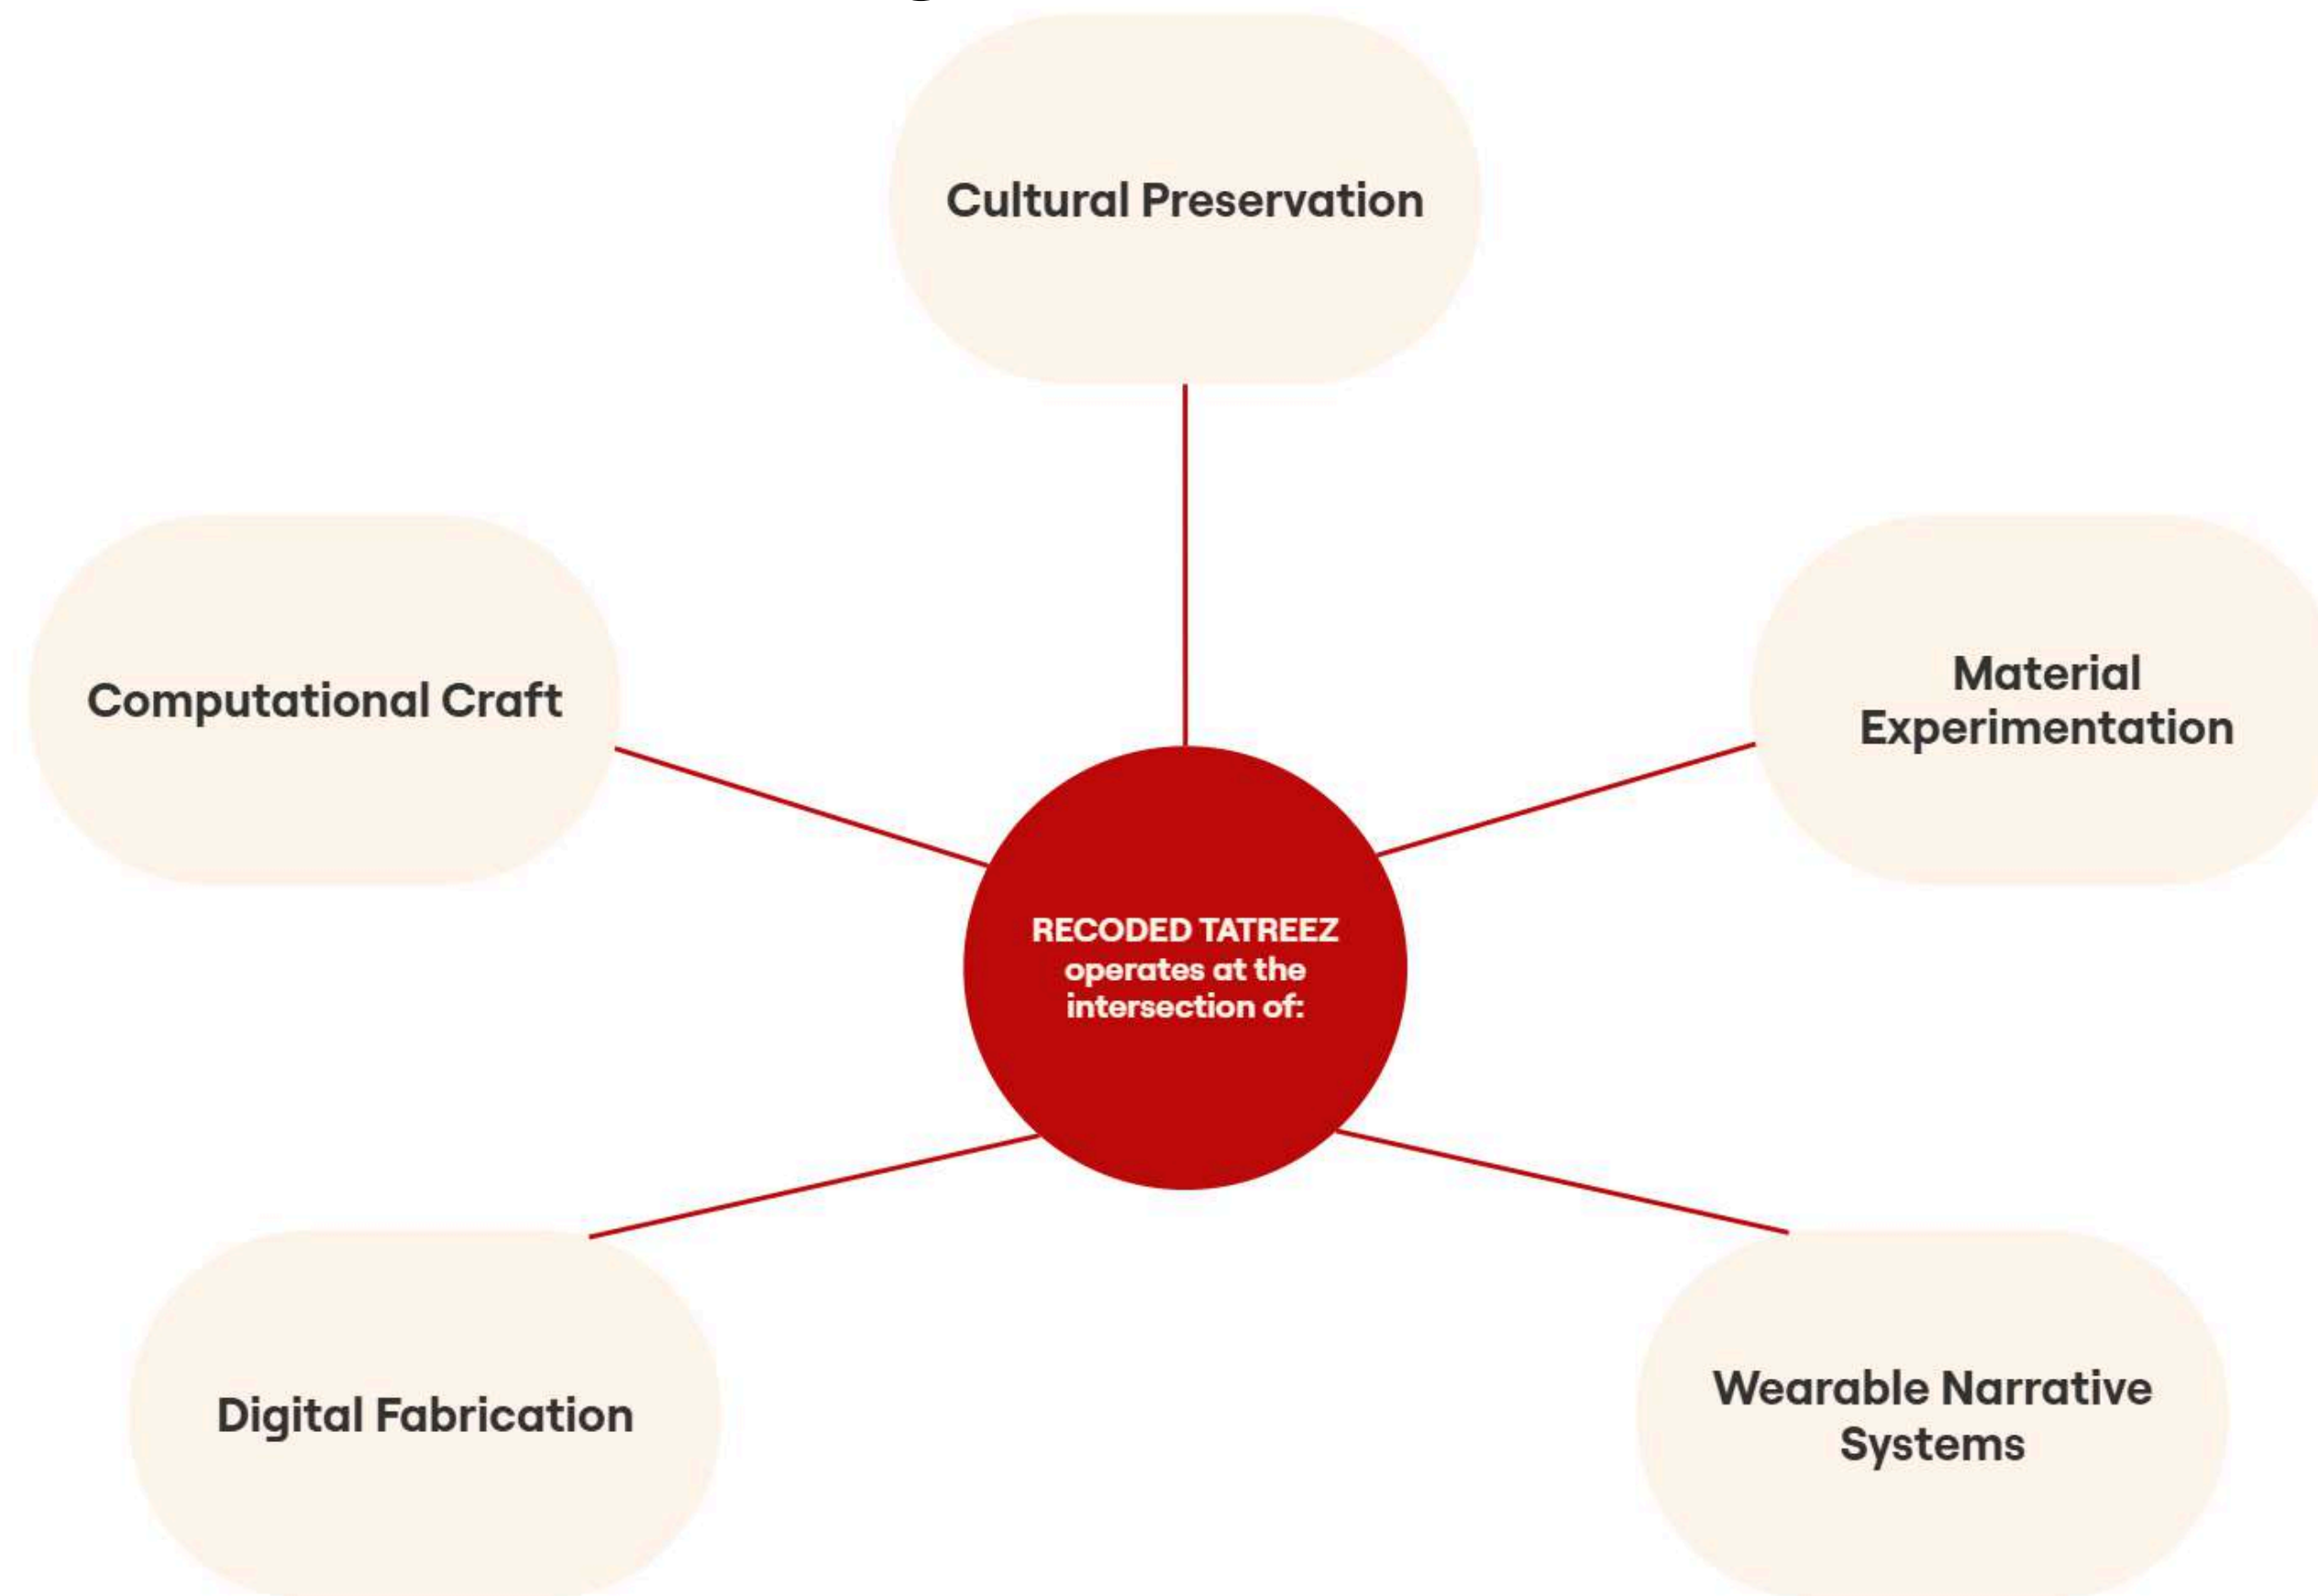 Cultural Preservation
Computational Craft
Material
Experimentation
RECODED TATREEZ
operates at the
intersection of:
Digital Fabrication
Wearable Narrative
Systems